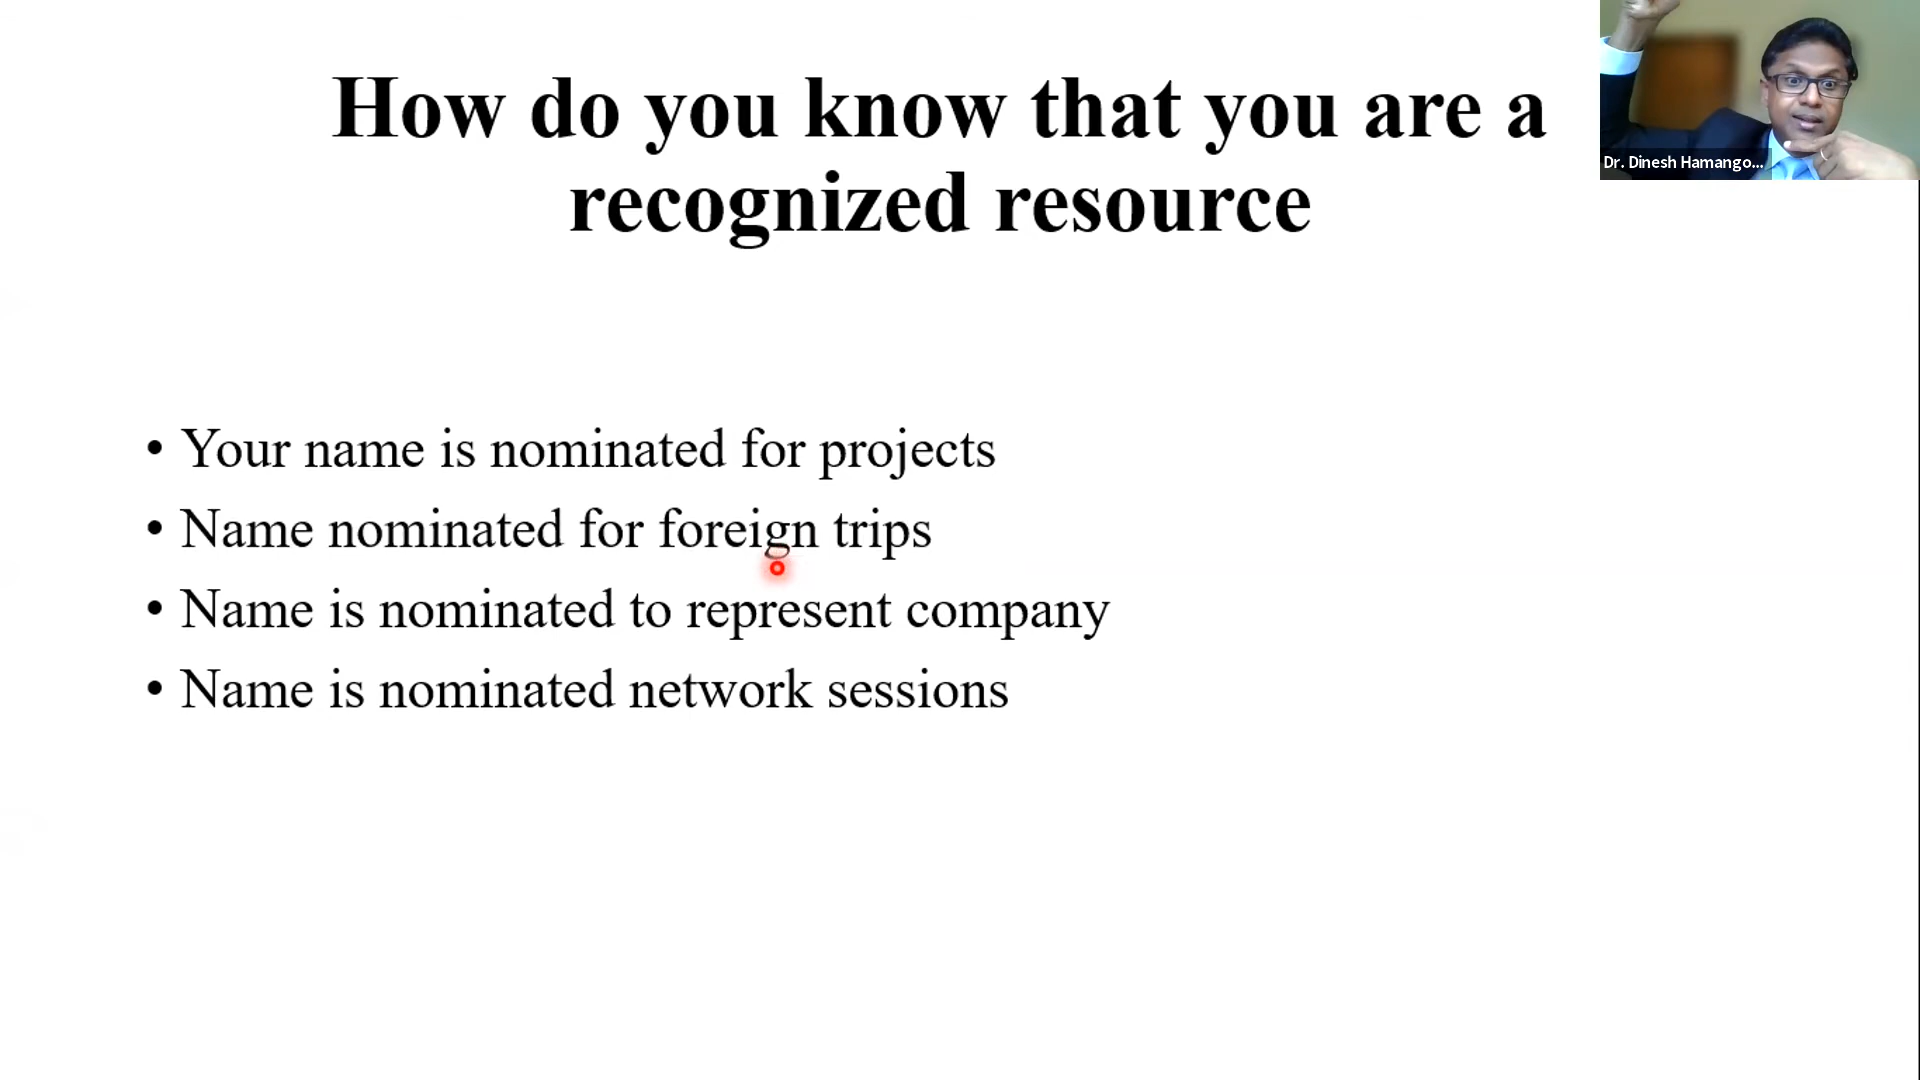 How do you know that you are a
recognized resource
Dr. Dinesh Hamango...
• Your name is nominated for projects
• Name nominated for foreign trips
• Name is nominated to represent company
• Name is nominated network sessions